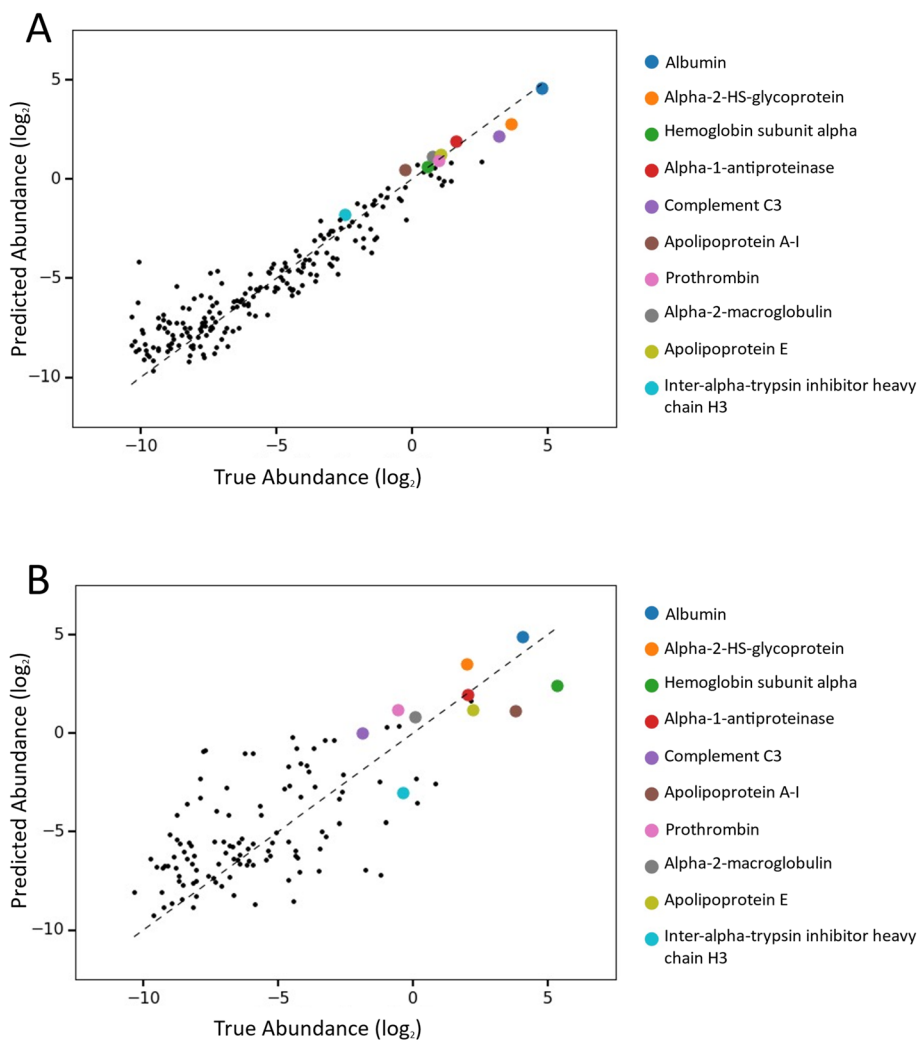 A
Predicted Abundance (log2)
5
0
−5
−10
−10
−5
0
5
True Abundance (log2)
Albumin
Alpha-2-HS-glycoprotein
Hemoglobin subunit alpha
Alpha-1-antiproteinase
Complement C3
Apolipoprotein A-I
Prothrombin
Alpha-2-macroglobulin
Apolipoprotein E
Inter-alpha-trypsin inhibitor heavy
chain H3
B
Predicted Abundance (log2)
5
0
−5
−10
−10
−5
0
5
True Abundance (log2)
Albumin
Alpha-2-HS-glycoprotein
Hemoglobin subunit alpha
Alpha-1-antiproteinase
Complement C3
Apolipoprotein A-I
Prothrombin
Alpha-2-macroglobulin
Apolipoprotein E
Inter-alpha-trypsin inhibitor heavy
chain H3